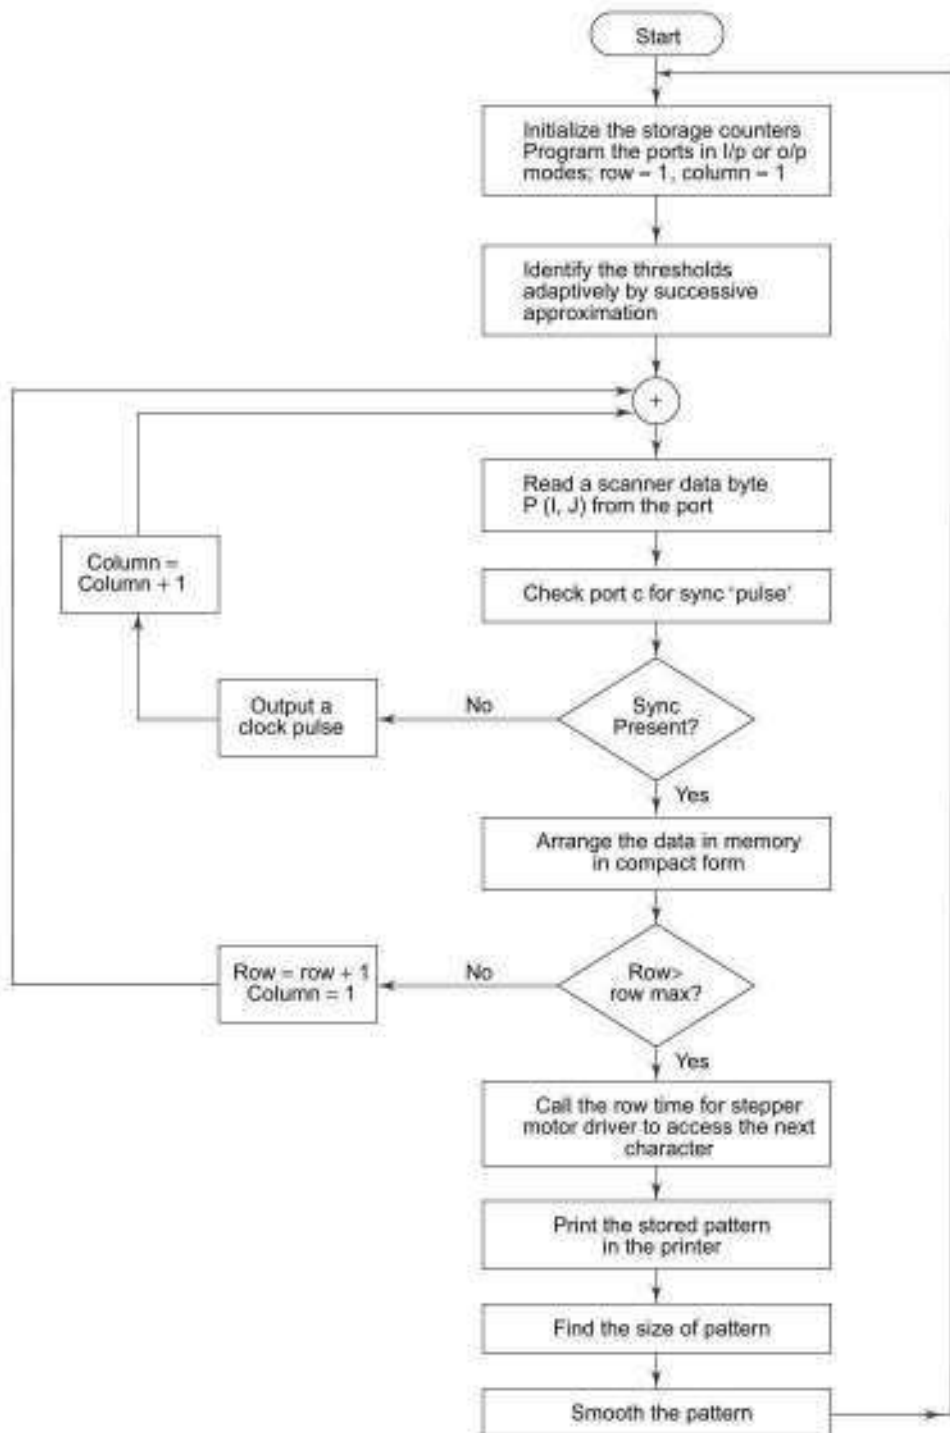 Start
Initialize the storage counters
Program the ports in I/p or o/p
modes; row = 1, column = 1
Identify the thresholds
adaptively by successive
approximation
+
Read a scanner data byte
P (I, J) from the port
Column =
Column + 1
Check port c for sync 'pulse'
Output a
clock pulse
No
Sync
Present?
Yes
Arrange the data in memory
in compact form
Row = row + 1
Column = 1
No
Row>
row max?
Yes
Call the row time for stepper
motor driver to access the next
character
Print the stored pattern
in the printer
Find the size of pattern
Smooth the pattern